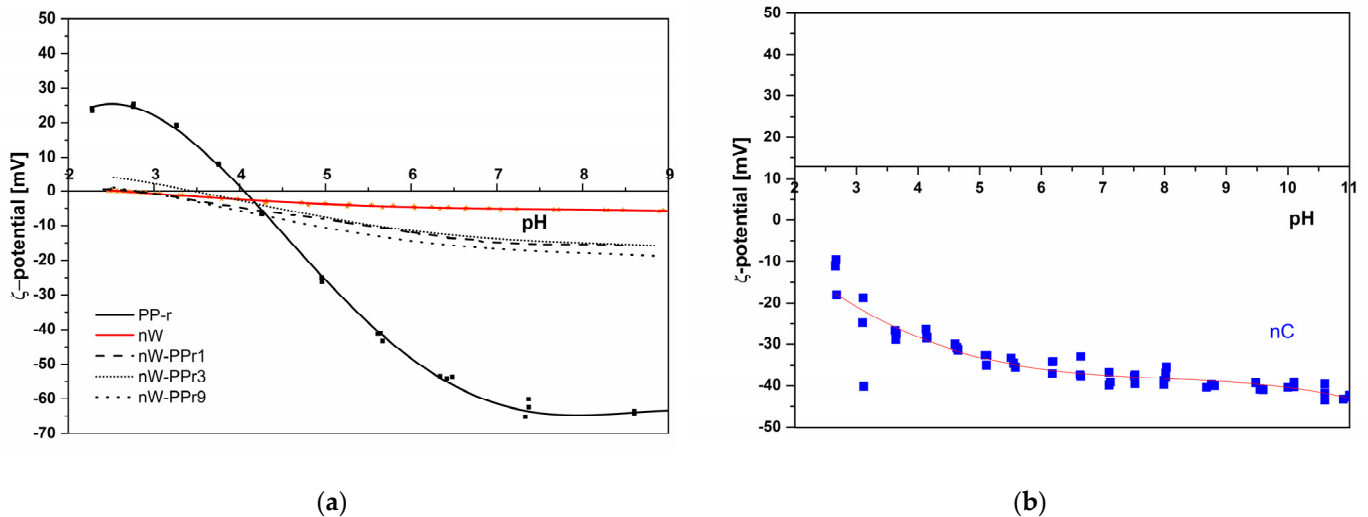 50
40
30
20
10
0
-10
-20
-30
-40
-50
-60
-70
2 3 4 5 6 7 8 9
pH
ζ−potential [mV]
PP-r
nW
nW-PPr1
nW-PPr3
nW-PPr9
(a)
50
40
30
20
10
0
-10
-20
-30
-40
-50
2 3 4 5 6 7 8 9 10 11
pH
ζ-potential [mV]
nC
(b)